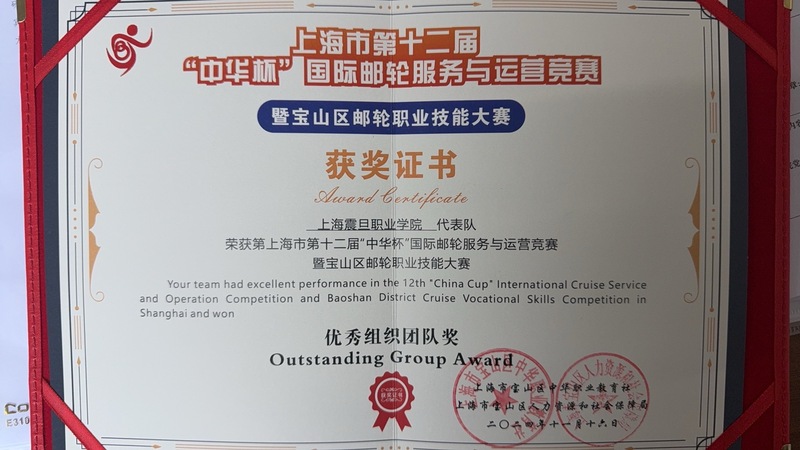 上海市第十二届
“中华杯”国际邮轮服务与运营竞赛
暨宝山区邮轮职业技能大赛
获奖证书
Award Certificate
上海震旦职业学院 代表队
荣获第上海市第十二届“中华杯”国际邮轮服务与运营竞赛
暨宝山区邮轮职业技能大赛
Your team had excellent performance in the 12th "China Cup" International Cruise Service
and Operation Competition and Baoshan District Cruise Vocational Skills Competition in
Shanghai and won
优秀组织团队奖
Outstanding Group Award
获奖证书
上海市宝山区中华职业教育社
上海市宝山区人力资源和社会保障局
二〇二四年十一月十六日
Co
E310